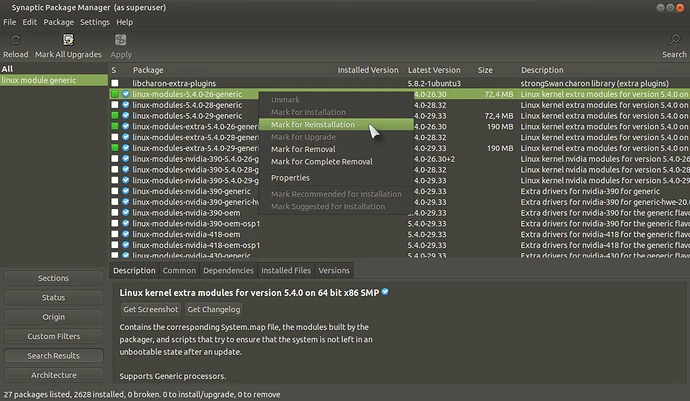 Synaptic Package Manager (as superuser)
File Edit Package Settings Help
Reload Mark All Upgrades Apply Search
All
linux module generic
S Package Installed Version Latest Version Size Description
libcharon-extra-plugins 5.8.2-1ubuntu3 strongSwan charon library (extra plugins)
linux-modules-5.4.0-26-generic 4.0-26.30 72,4 MB Linux kernel extra modules for version 5.4.0 on
linux-modules-5.4.0-28-generic 4.0-28.32 Linux kernel extra modules for version 5.4.0 on
linux-modules-5.4.0-29-generic 4.0-29.33 72,4 MB Linux kernel extra modules for version 5.4.0 on
linux-modules-extra-5.4.0-26-ge 4.0-26.30 190 MB Linux kernel extra modules for version 5.4.0 on
linux-modules-extra-5.4.0-28-ge 4.0-28.32 Linux kernel extra modules for version 5.4.0 on
linux-modules-extra-5.4.0-29-ge 4.0-29.33 190 MB Linux kernel extra modules for version 5.4.0 on
linux-modules-nvidia-390-5.4.0-26-g 4.0-26.30+2 Linux kernel nvidia modules for version 5.4.0-26
linux-modules-nvidia-390-5.4.0-28-g 4.0-28.32 Linux kernel nvidia modules for version 5.4.0-28
linux-modules-nvidia-390-5.4.0-29-g 4.0-29.33 Linux kernel nvidia modules for version 5.4.0-29
linux-modules-nvidia-390-generic 4.0-29.33 Extra drivers for nvidia-390 for the generic flavo
linux-modules-nvidia-390-generic-hw 4.0-29.33 Extra drivers for nvidia-390 for the generic-hwe-20.0
linux-modules-nvidia-390-oem 5.4.0-29.33 Extra drivers for nvidia-390 for the generic flavo
linux-modules-nvidia-390-oem-osp1 5.4.0-29.33 Extra drivers for nvidia-390 for the generic flavo
linux-modules-nvidia-418-oem 5.4.0-29.33 Extra drivers for nvidia-418 for the generic flavo
linux-modules-nvidia-418-oem-osp1 5.4.0-29.33 Extra drivers for nvidia-418 for the generic flavo
linux-modules-nvidia-430-generic 5.4.0-29.33
Unmark
Mark for Installation
Mark for Reinstallation
Mark for Upgrade
Mark for Removal
Mark for Complete Removal
Properties
Mark Recommended for Installation
Mark Suggested for Installation
Sections
Status
Origin
Custom Filters
Search Results
Architecture
Description Common Dependencies Installed Files Versions
Linux kernel extra modules for version 5.4.0 on 64 bit x86 SMP
Get Screenshot Get Changelog
Contains the corresponding System.map file, the modules built by the
packager, and scripts that try to ensure that the system is not left in an
unbootable state after an update.
Supports Generic processors.
27 packages listed, 2628 installed, 0 broken. 0 to install/upgrade, 0 to remove